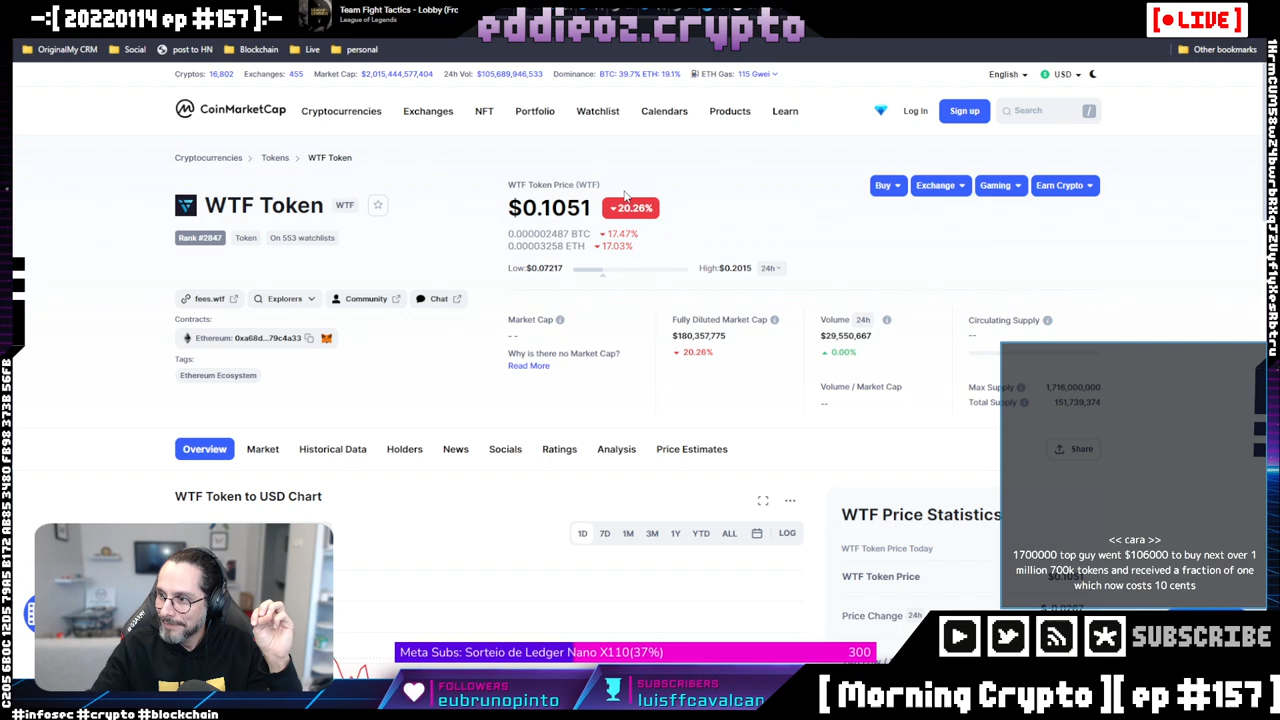 -:[ 20220114 ep #157]:-
Team Fight Tactics - Lobby (Fro
League of Legends
eddieoz.crypto
[●LIVE]
OriginalMy CRM
Social
post to HN
Blockchain
Live
personal
Other bookmarks
Cryptos: 16,802 Exchanges: 455 Market Cap: $2,015,444,577,404 24h Vol: $105,689,946,533 Dominance: BTC: 39.7% ETH: 19.1% ETH Gas: 115 Gwei
English USD
CoinMarketCap Cryptocurrencies Exchanges NFT Portfolio Watchlist Calendars Products Learn Log In Sign up Search /
Cryptocurrencies > Tokens > WTF Token
WTF Token WTF
Rank #2847 Token On 553 watchlists
WTF Token Price (WTF)
$0.1051 20.26%
0.000002487 BTC 17.47%
0.00003258 ETH 17.03%
Low: $0.07217 High: $0.2015 24h
Buy Exchange Gaming Earn Crypto
fees.wtf Explorers Community Chat
Contracts:
Ethereum: 0xa68d...79c4a33
Tags:
Ethereum Ecosystem
Market Cap
- -
Why is there no Market Cap?
Read More
Fully Diluted Market Cap
$180,357,775
20.26%
Volume 24h
$29,550,667
0.00%
Volume / Market Cap
--
Circulating Supply
--
Max Supply 1,716,000,000
Total Supply 151,739,374
Overview Market Historical Data Holders News Socials Ratings Analysis Price Estimates
Share
WTF Token to USD Chart
1D 7D 1M 3M 1Y YTD ALL LOG
WTF Price Statistics
WTF Token Price Today
WTF Token Price
Price Change 24h
<< cara >>
1700000 top guy went $106000 to buy next over 1
million 700k tokens and received a fraction of one
which now costs 10 cents
Meta Subs: Sorteio de Ledger Nano X110(37%) 300
FOLLOWERS
eubrunopinto
SUBSCRIBERS
luisffcavalcan
SUBSCRIBE
[ Morning Crypto ][ ep #157 ]
#infosec #crypto #blockchain